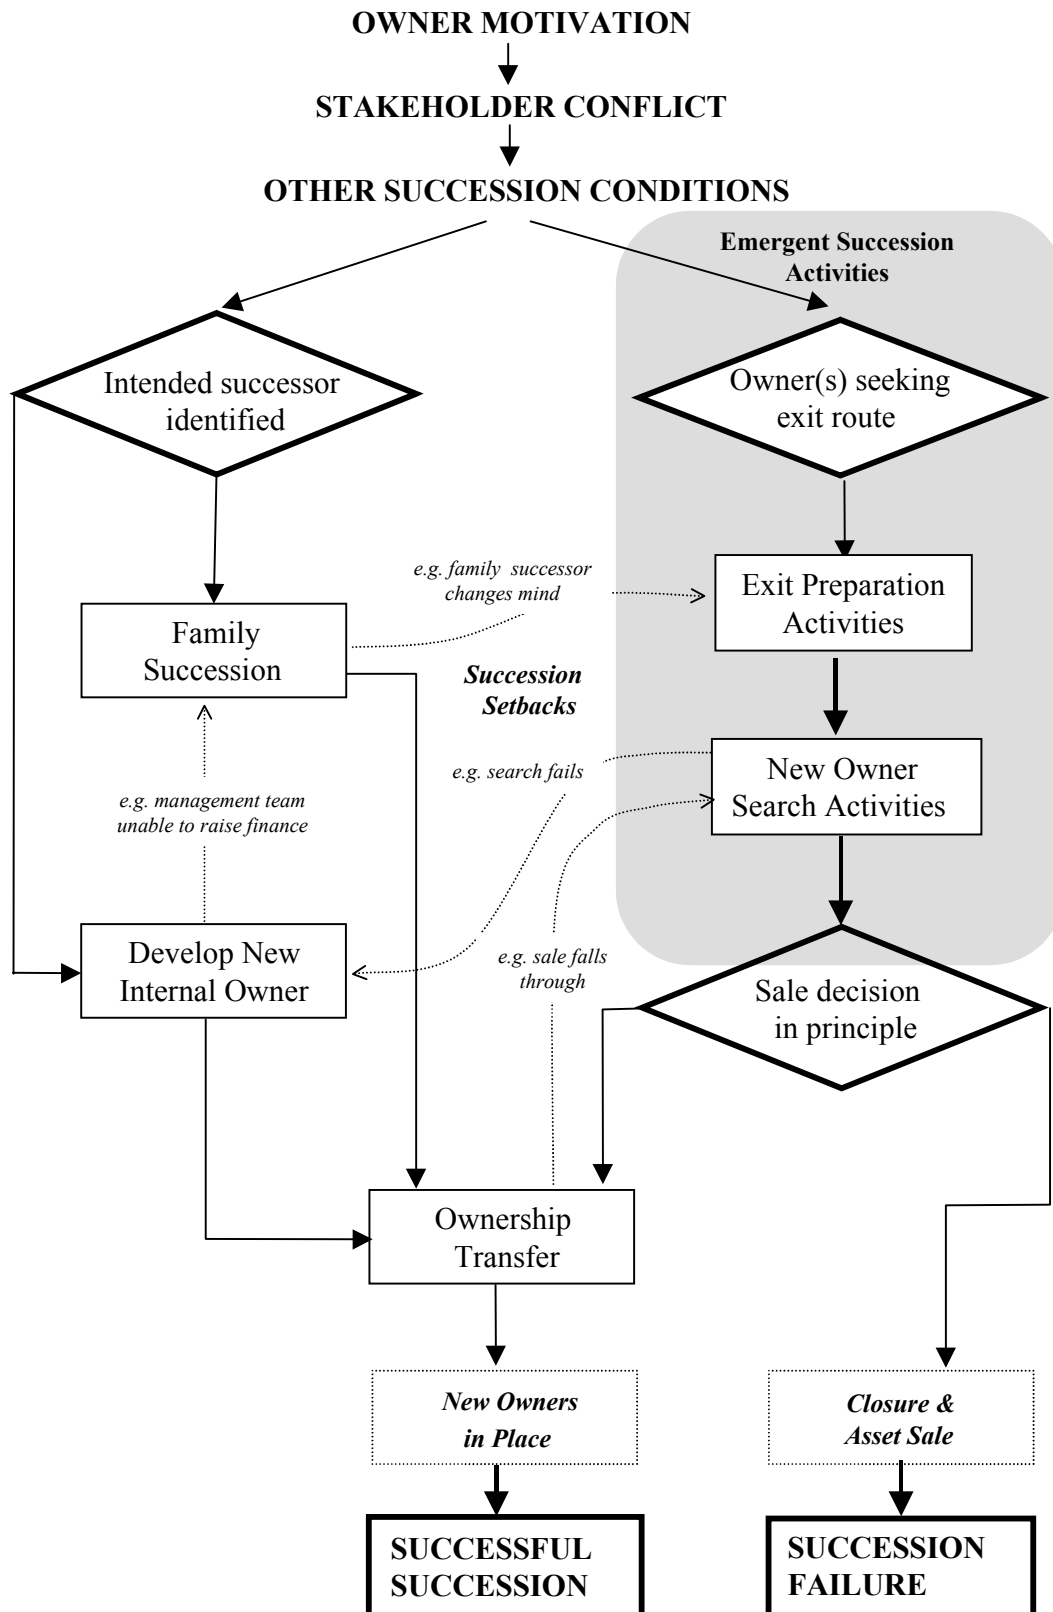 OWNER MOTIVATION
STAKEHOLDER CONFLICT
OTHER SUCCESSION CONDITIONS
Emergent Succession
Activities
Intended successor
identified
Owner(s) seeking
exit route
e.g. family successor
changes mind
Exit Preparation
Activities
Family
Succession
Succession
Setbacks
e.g. search fails
New Owner
Search Activities
e.g. management team
unable to raise finance
Develop New
Internal Owner
e.g. sale falls
through
Sale decision
in principle
Ownership
Transfer
New Owners
in Place
Closure &
Asset Sale
SUCCESSFUL
SUCCESSION
SUCCESSION
FAILURE